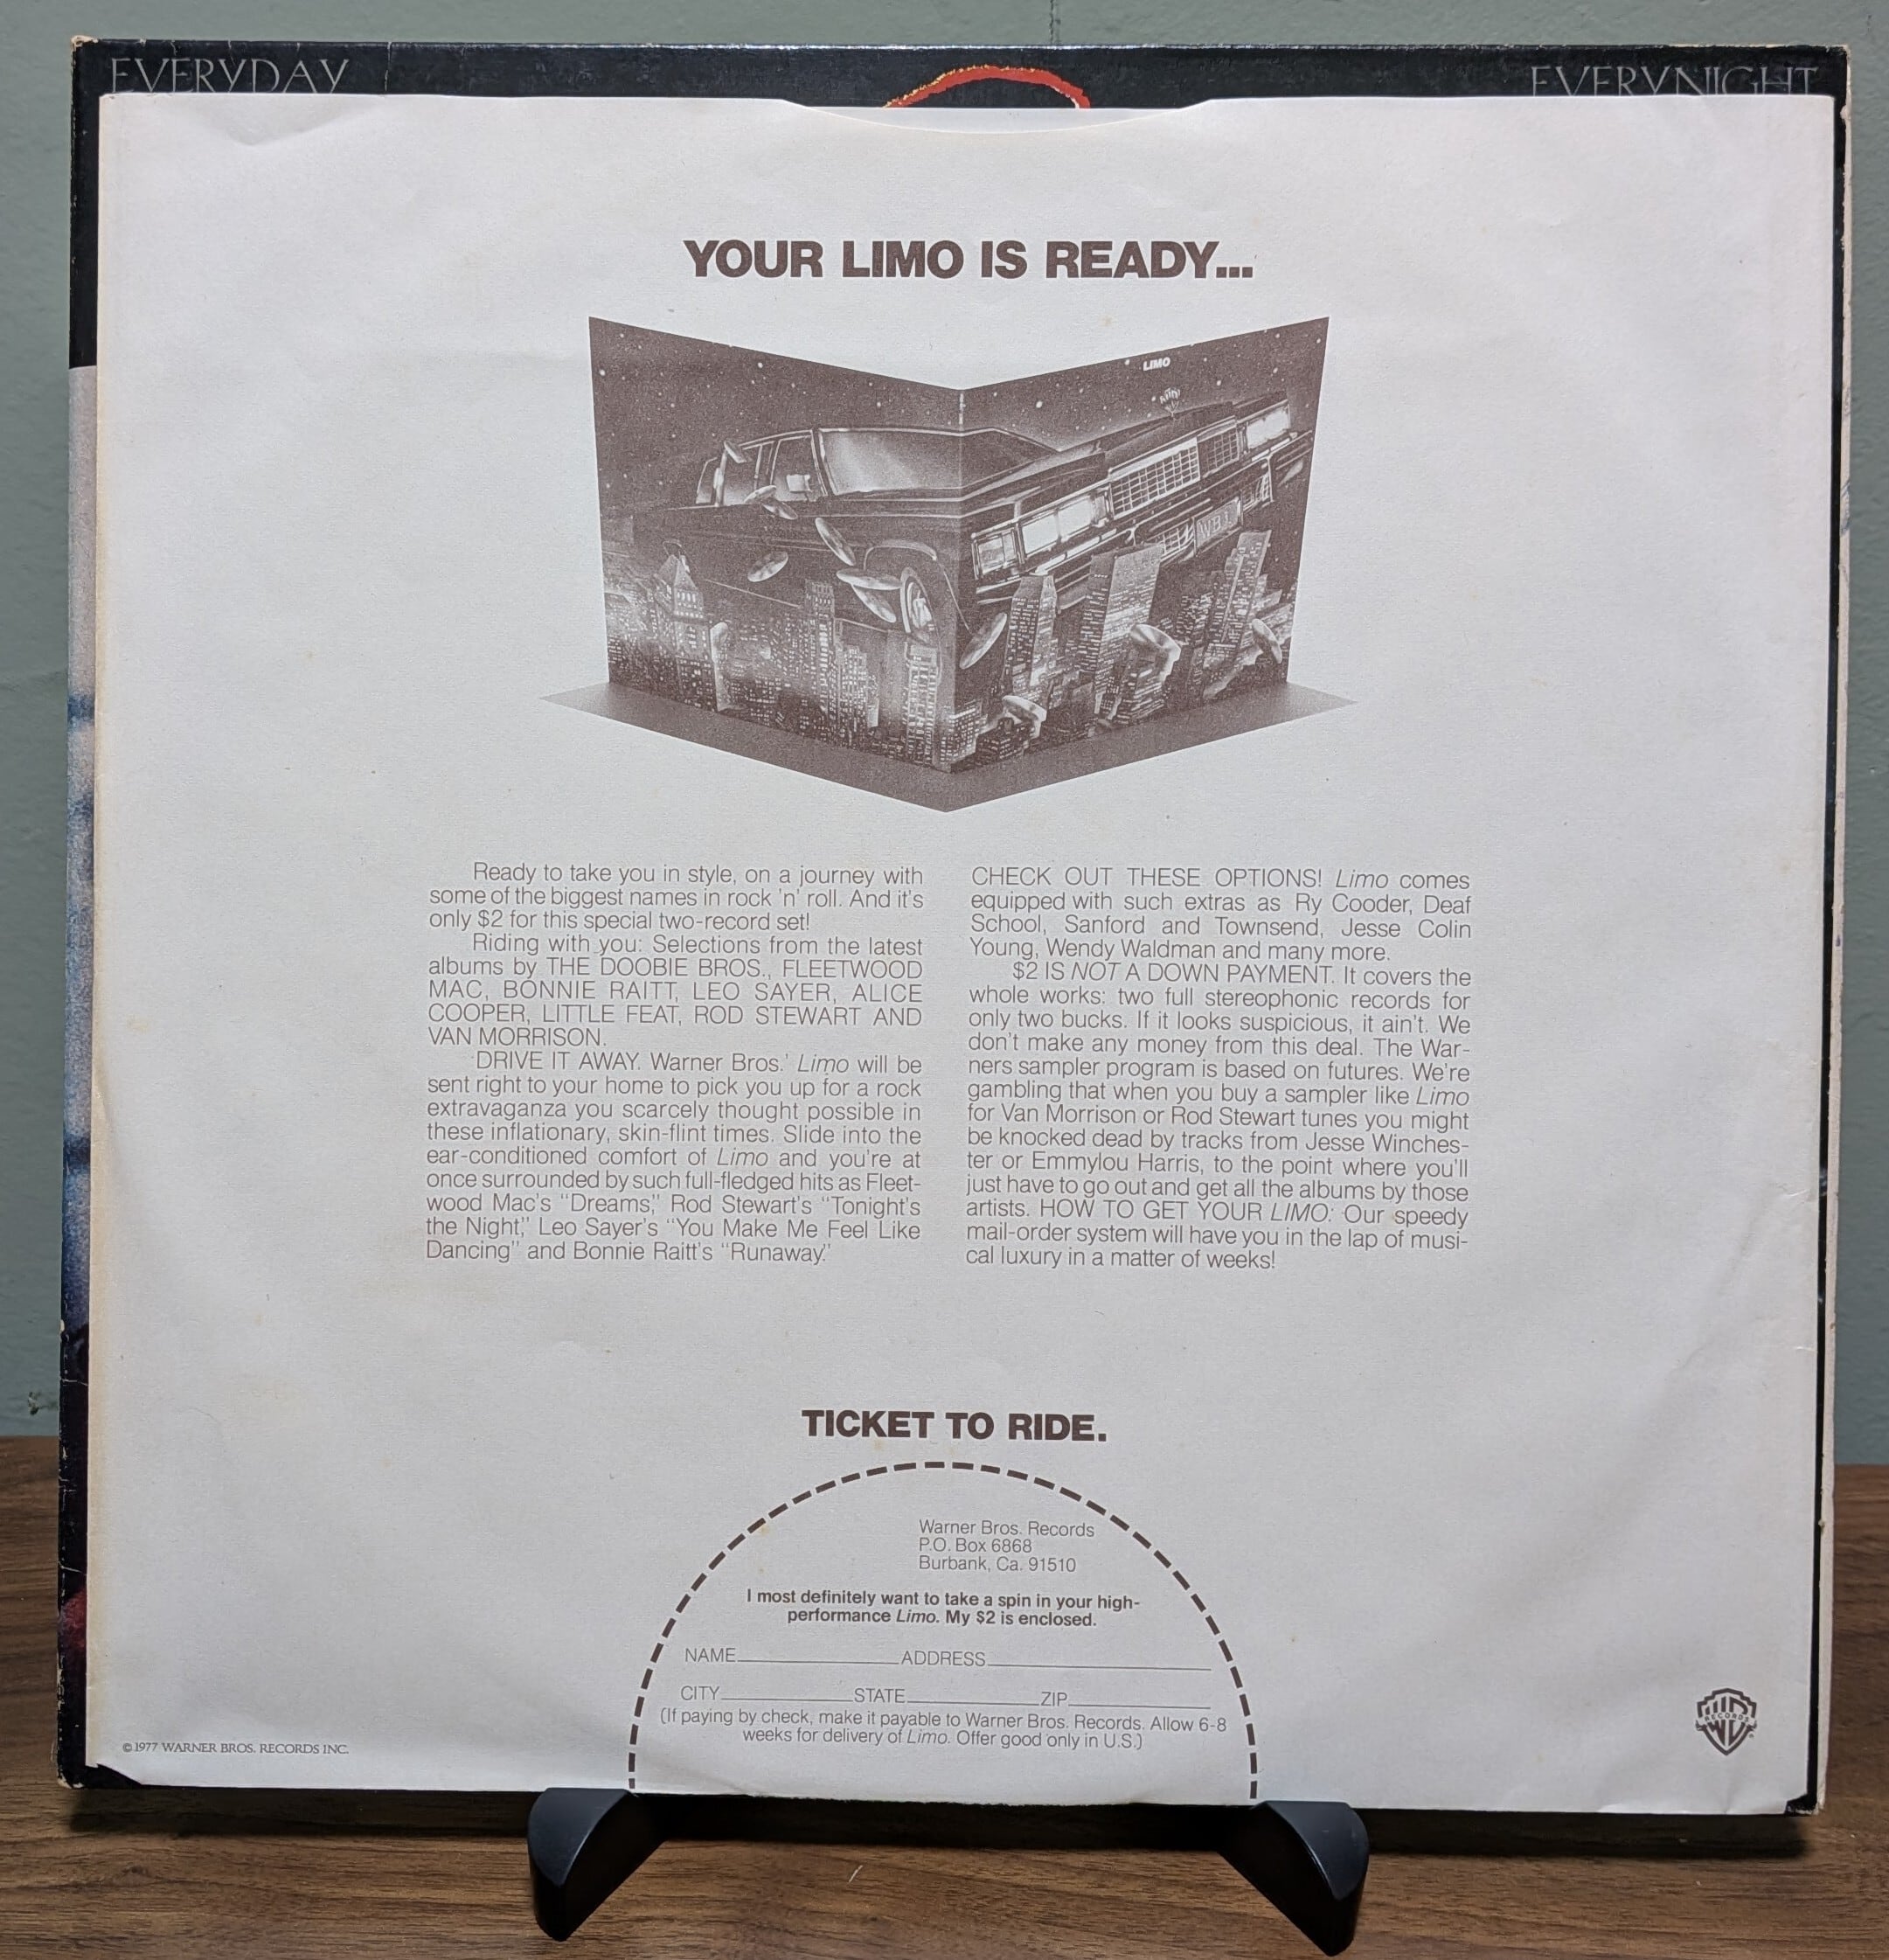 EVERYDAY
EVERYNIGHT
YOUR LIMO IS READY...
LIMO
WBJ
Ready to take you in style, on a journey with
some of the biggest names in rock 'n' roll. And it's
only $2 for this special two-record set!
Riding with you: Selections from the latest
albums by THE DOOBIE BROS., FLEETWOOD
MAC, BONNIE RAITT, LEO SAYER, ALICE
COOPER, LITTLE FEAT, ROD STEWART AND
VAN MORRISON.
DRIVE IT AWAY. Warner Bros.' Limo will be
sent right to your home to pick you up for a rock
extravaganza you scarcely thought possible in
these inflationary, skin-flint times. Slide into the
ear-conditioned comfort of Limo and you're at
once surrounded by such full-fledged hits as Fleet-
wood Mac's "Dreams," Rod Stewart's "Tonight's
the Night," Leo Sayer's "You Make Me Feel Like
Dancing" and Bonnie Raitt's "Runaway."
CHECK OUT THESE OPTIONS! Limo comes
equipped with such extras as Ry Cooder, Deaf
School, Sanford and Townsend, Jesse Colin
Young, Wendy Waldman and many more.
$2 IS NOT A DOWN PAYMENT. It covers the
whole works: two full stereophonic records for
only two bucks. If it looks suspicious, it ain't. We
don't make any money from this deal. The War-
ners sampler program is based on futures. We're
gambling that when you buy a sampler like Limo
for Van Morrison or Rod Stewart tunes you might
be knocked dead by tracks from Jesse Winches-
ter or Emmylou Harris, to the point where you'll
just have to go out and get all the albums by those
artists. HOW TO GET YOUR LIMO: Our speedy
mail-order system will have you in the lap of musi-
cal luxury in a matter of weeks!
TICKET TO RIDE.
Warner Bros. Records
P.O. Box 6868
Burbank, Ca. 91510
I most definitely want to take a spin in your high-
performance Limo. My $2 is enclosed.
NAME ADDRESS
CITY STATE ZIP
(If paying by check, make it payable to Warner Bros. Records. Allow 6-8
weeks for delivery of Limo. Offer good only in U.S.)
©1977 WARNER BROS. RECORDS INC.
WB
RECORDS